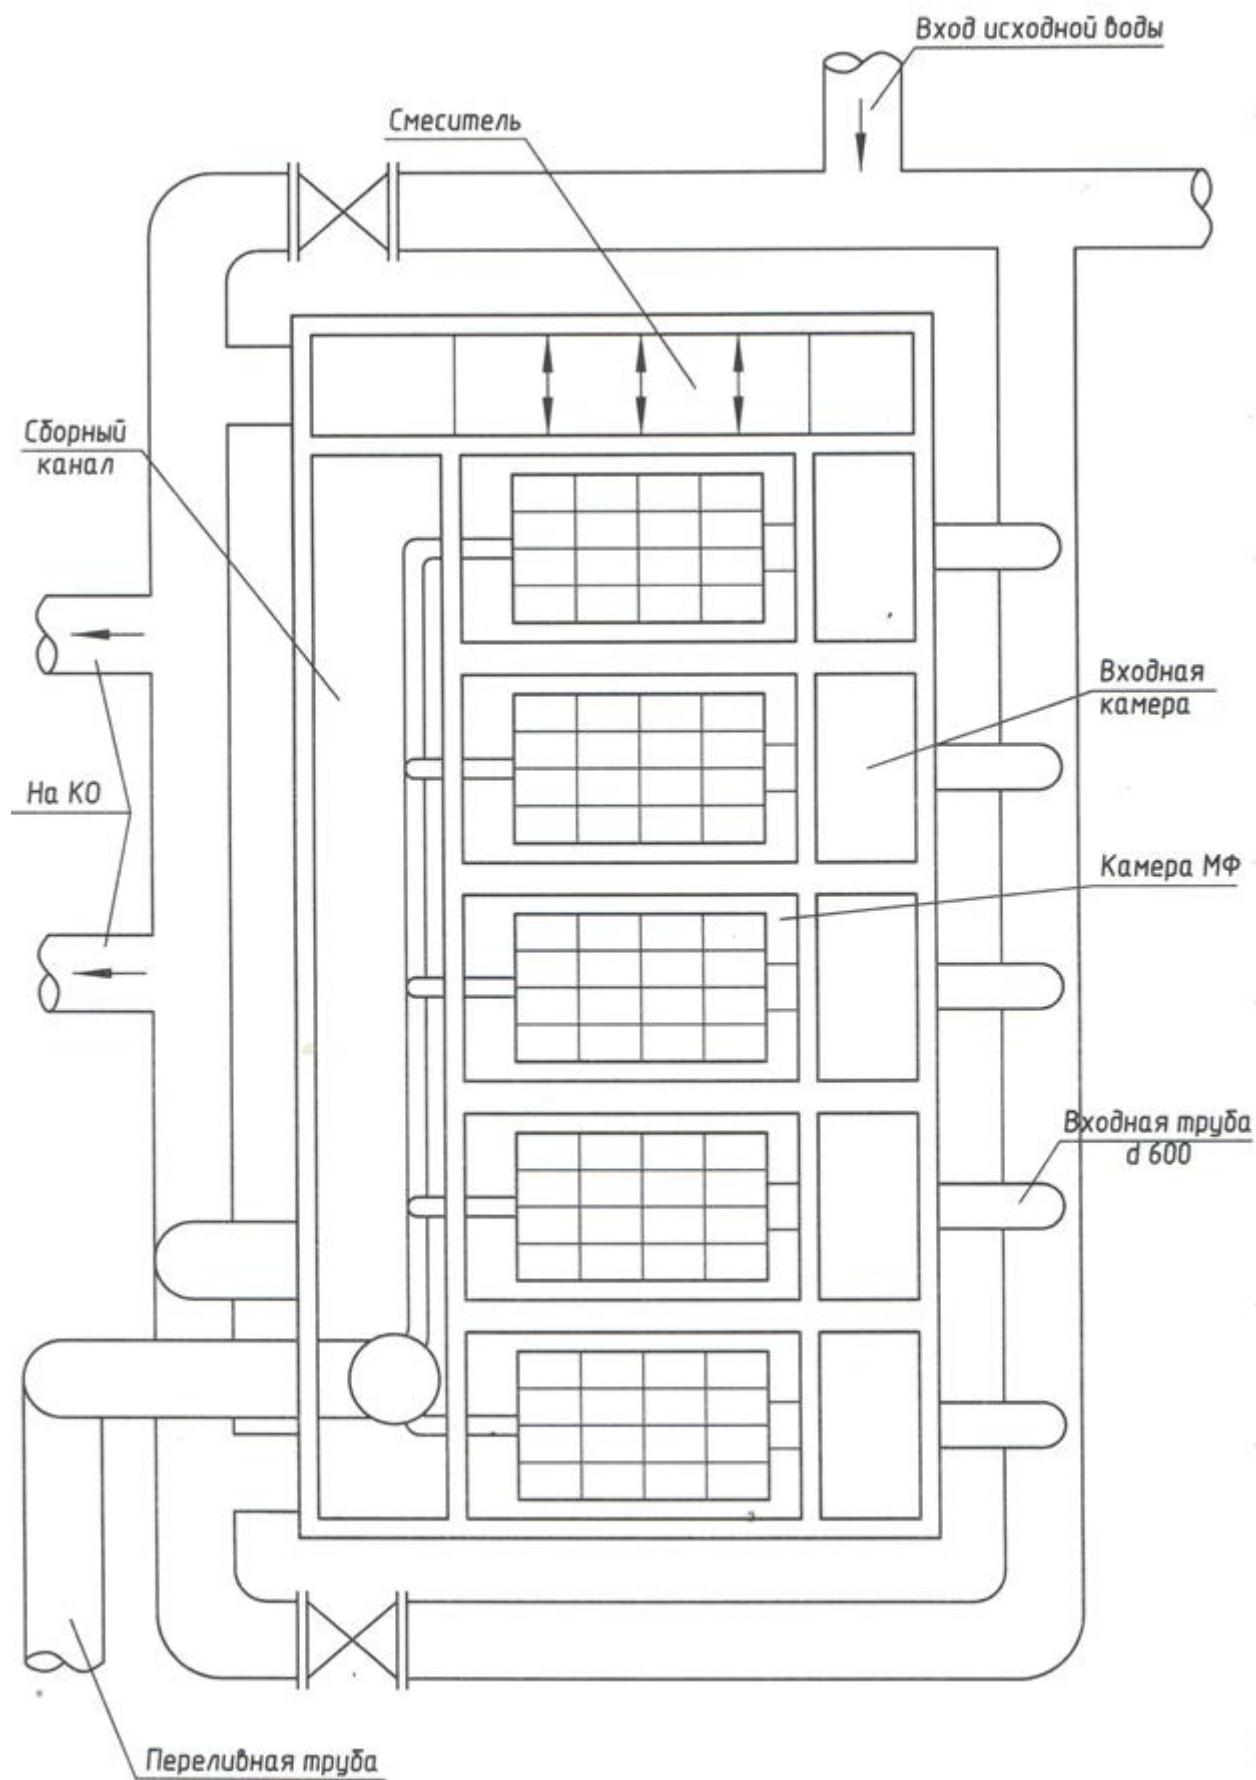 Вход исходной воды
Смеситель
Сборный
канал
Входная
камера
На КО
Камера МФ
Входная труба
d 600
Переливная труба